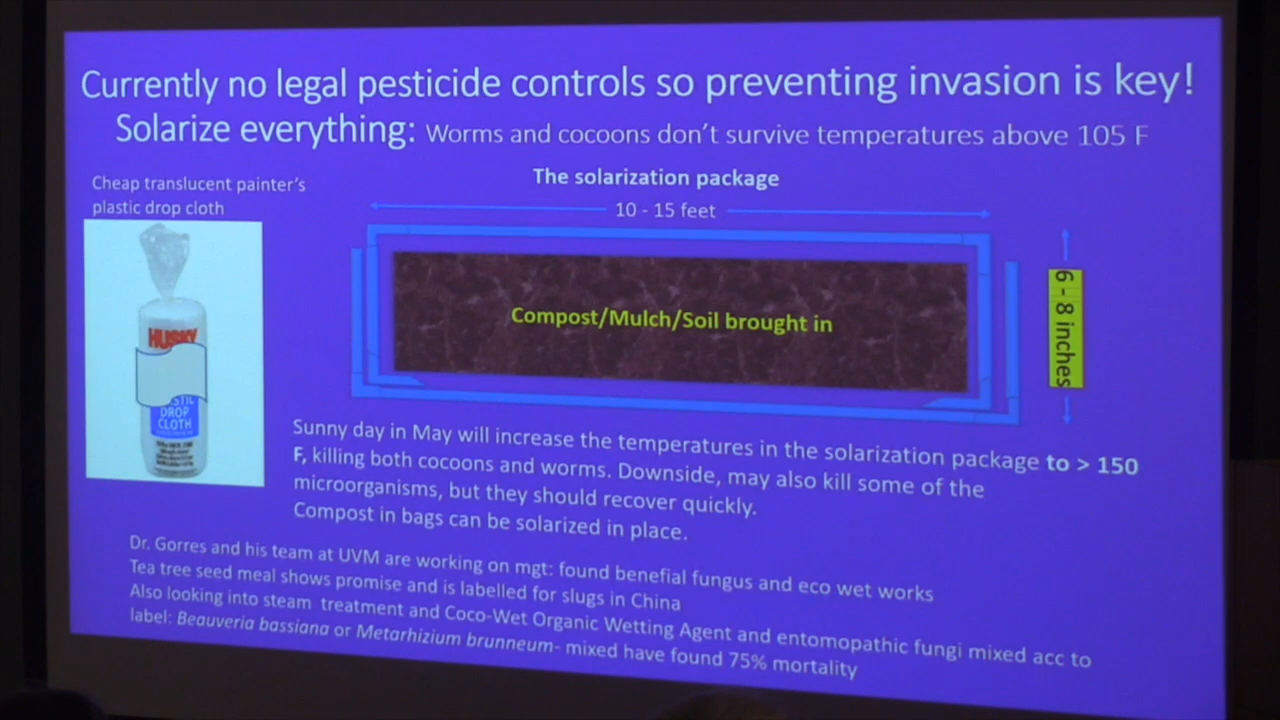 Currently no legal pesticide controls so preventing invasion is key!
Solarize everything: Worms and cocoons don't survive temperatures above 105 F
Cheap translucent painter's
plastic drop cloth
The solarization package
10 - 15 feet
HUSKY
DROP
CLOTH
Compost/Mulch/Soil brought in
6 - 8 inches
Sunny day in May will increase the temperatures in the solarization package to > 150
F, killing both cocoons and worms. Downside, may also kill some of the
microorganisms, but they should recover quickly.
Compost in bags can be solarized in place.
Dr. Gorres and his team at UVM are working on mgt: found benefial fungus and eco wet works
Tea tree seed meal shows promise and is labelled for slugs in China
Also looking into steam treatment and Coco-Wet Organic Wetting Agent and entomopathic fungi mixed acc to
label: Beauveria bassiana or Metarhizium brunneum- mixed have found 75% mortality